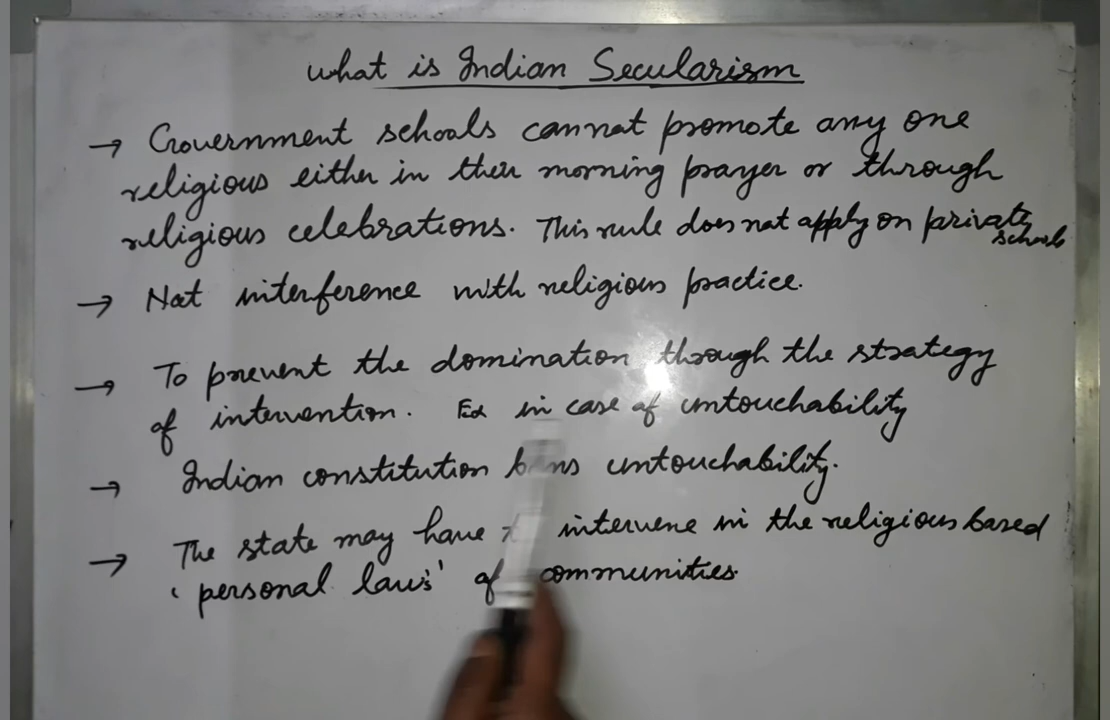 what is Indian Secularism
→ Government schools cannot promote any one
religious either in their morning prayer or through
religious celebrations. This rule does not apply on private
schools
→ Not interference with religious practice.
→ To prevent the domination through the strategy
of intervention. Ex in case of untouchability
→ Indian constitution bans untouchability.
→ The state may have intervene in the religious based
'personal laws' of communities.